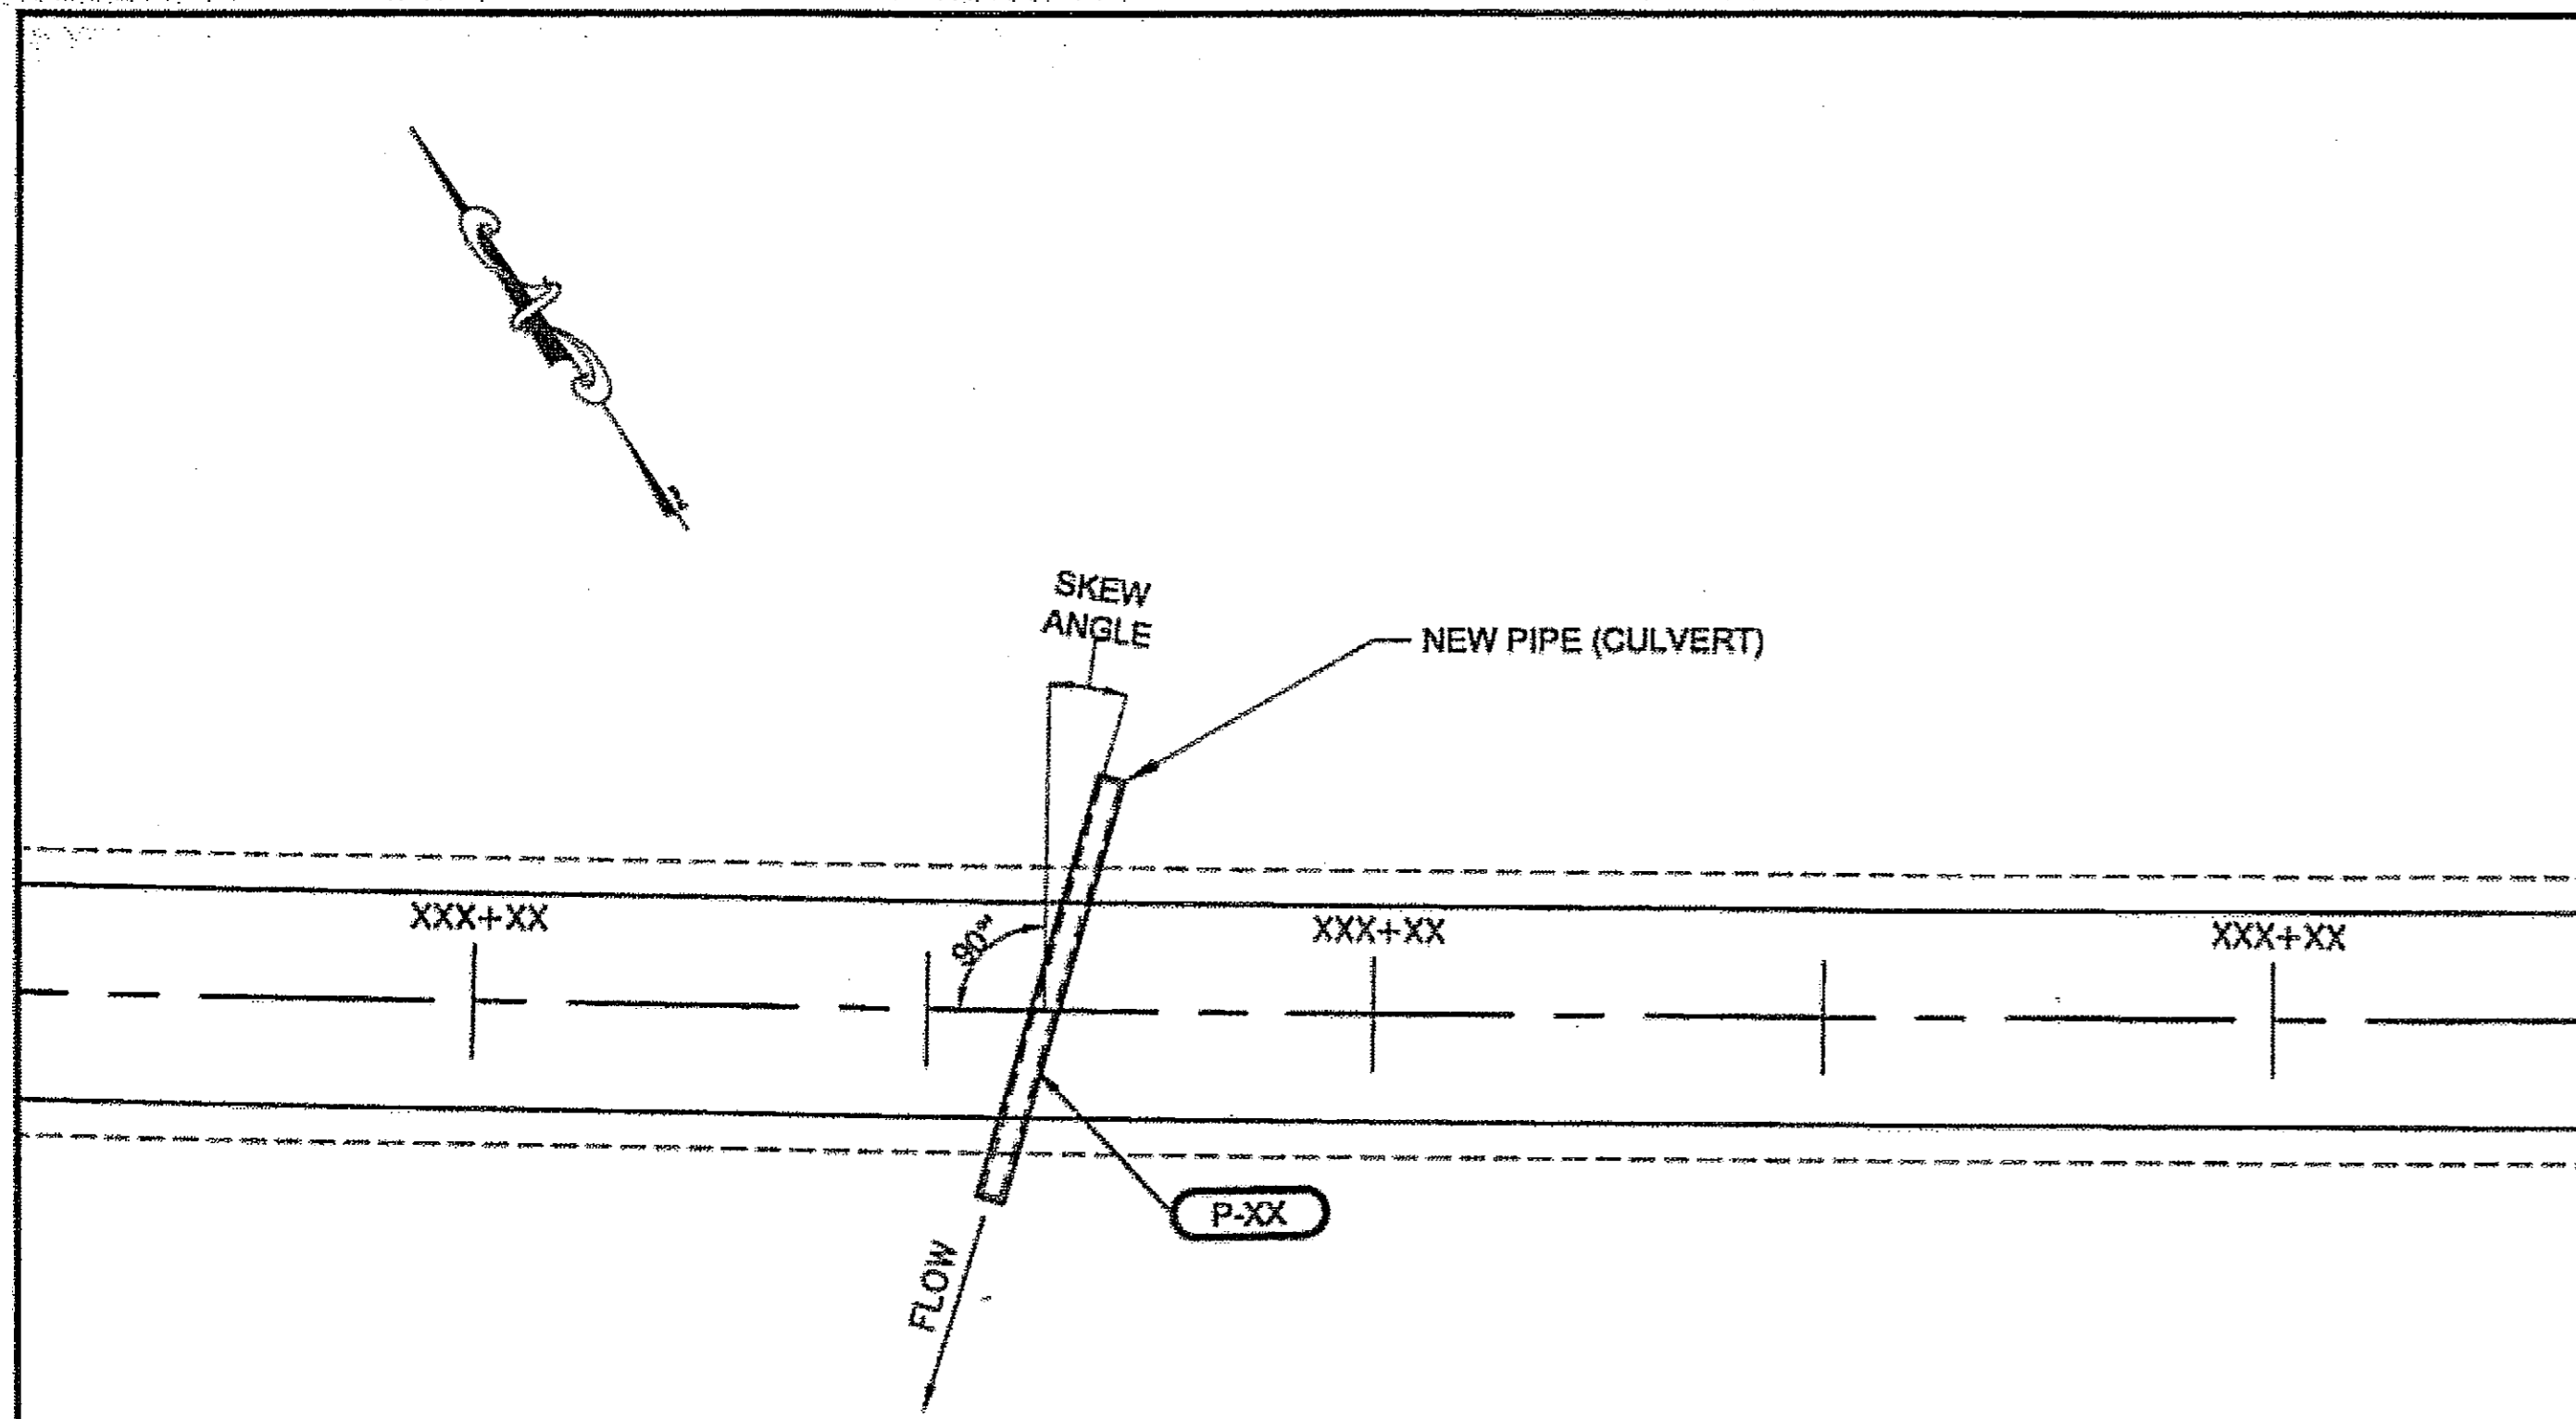 SKEW
ANGLE
NEW PIPE (CULVERT)
XXX+XX
90°
XXX+XX
XXX+XX
P-XX
FLOW